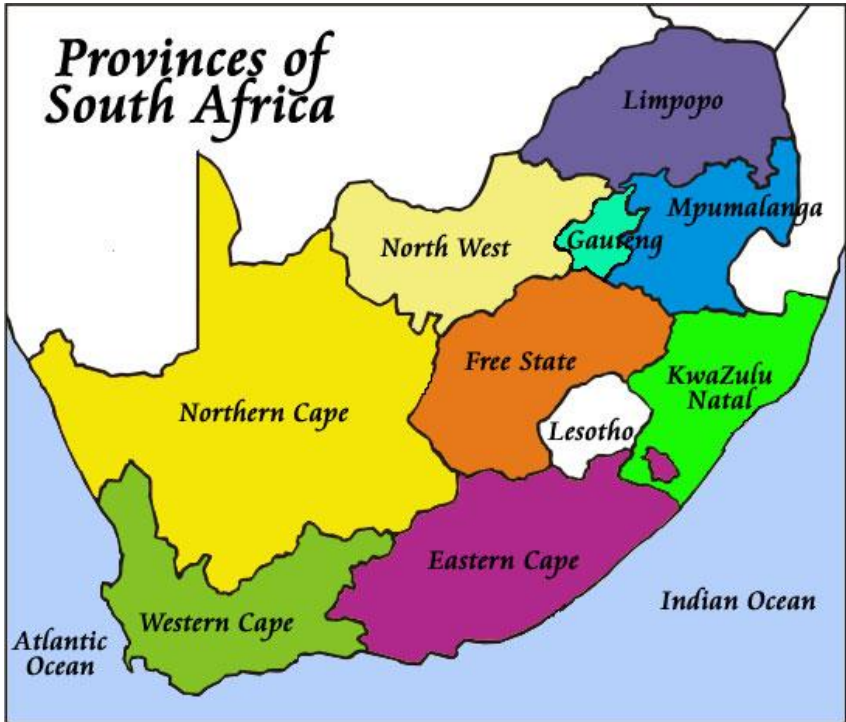 Provinces of
South Africa
Limpopo
Mpumalanga
North West
Gauteng
Free State
KwaZulu
Natal
Northern Cape
Lesotho
Eastern Cape
Indian Ocean
Western Cape
Atlantic
Ocean